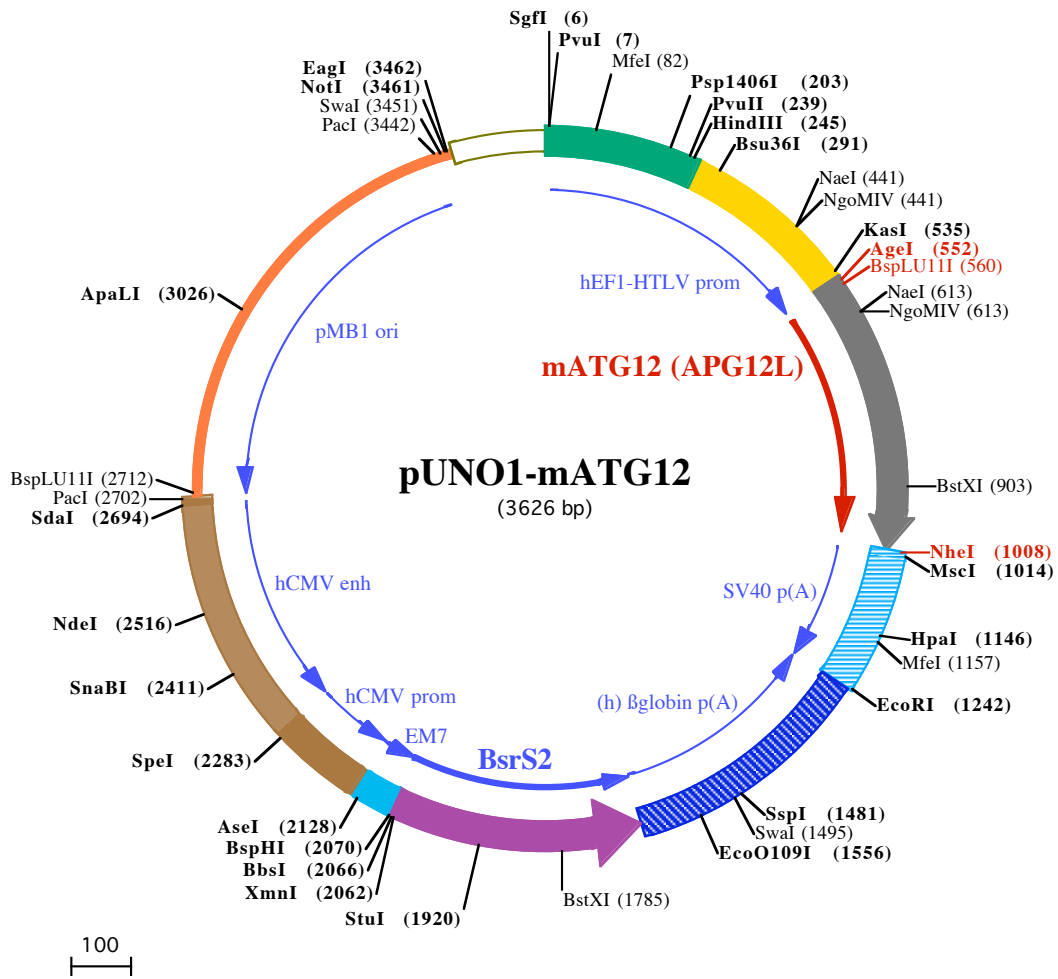 SgfI (6)
PvuI (7)
MfeI (82)
EagI (3462)
NotI (3461)
SwaI (3451)
PacI (3442)
Psp1406I (203)
PvuII (239)
HindIII (245)
Bsu36I (291)
NaeI (441)
NgoMIV (441)
KasI (535)
AgeI (552)
BspLU11I (560)
NaeI (613)
NgoMIV (613)
hEF1-HTLV prom
ApaLI (3026)
pMB1 ori
mATG12 (APG12L)
pUNO1-mATG12
(3626 bp)
BspLU11I (2712)
PacI (2702)
SdaI (2694)
BstXI (903)
NheI (1008)
MscI (1014)
hCMV enh
SV40 p(A)
NdeI (2516)
HpaI (1146)
MfeI (1157)
SnaBI (2411)
hCMV prom
(h) ßglobin p(A)
EcoRI (1242)
EM7
BsrS2
SpeI (2283)
SspI (1481)
SwaI (1495)
EcoO109I (1556)
AseI (2128)
BspHI (2070)
BbsI (2066)
XmnI (2062)
StuI (1920)
BstXI (1785)
100